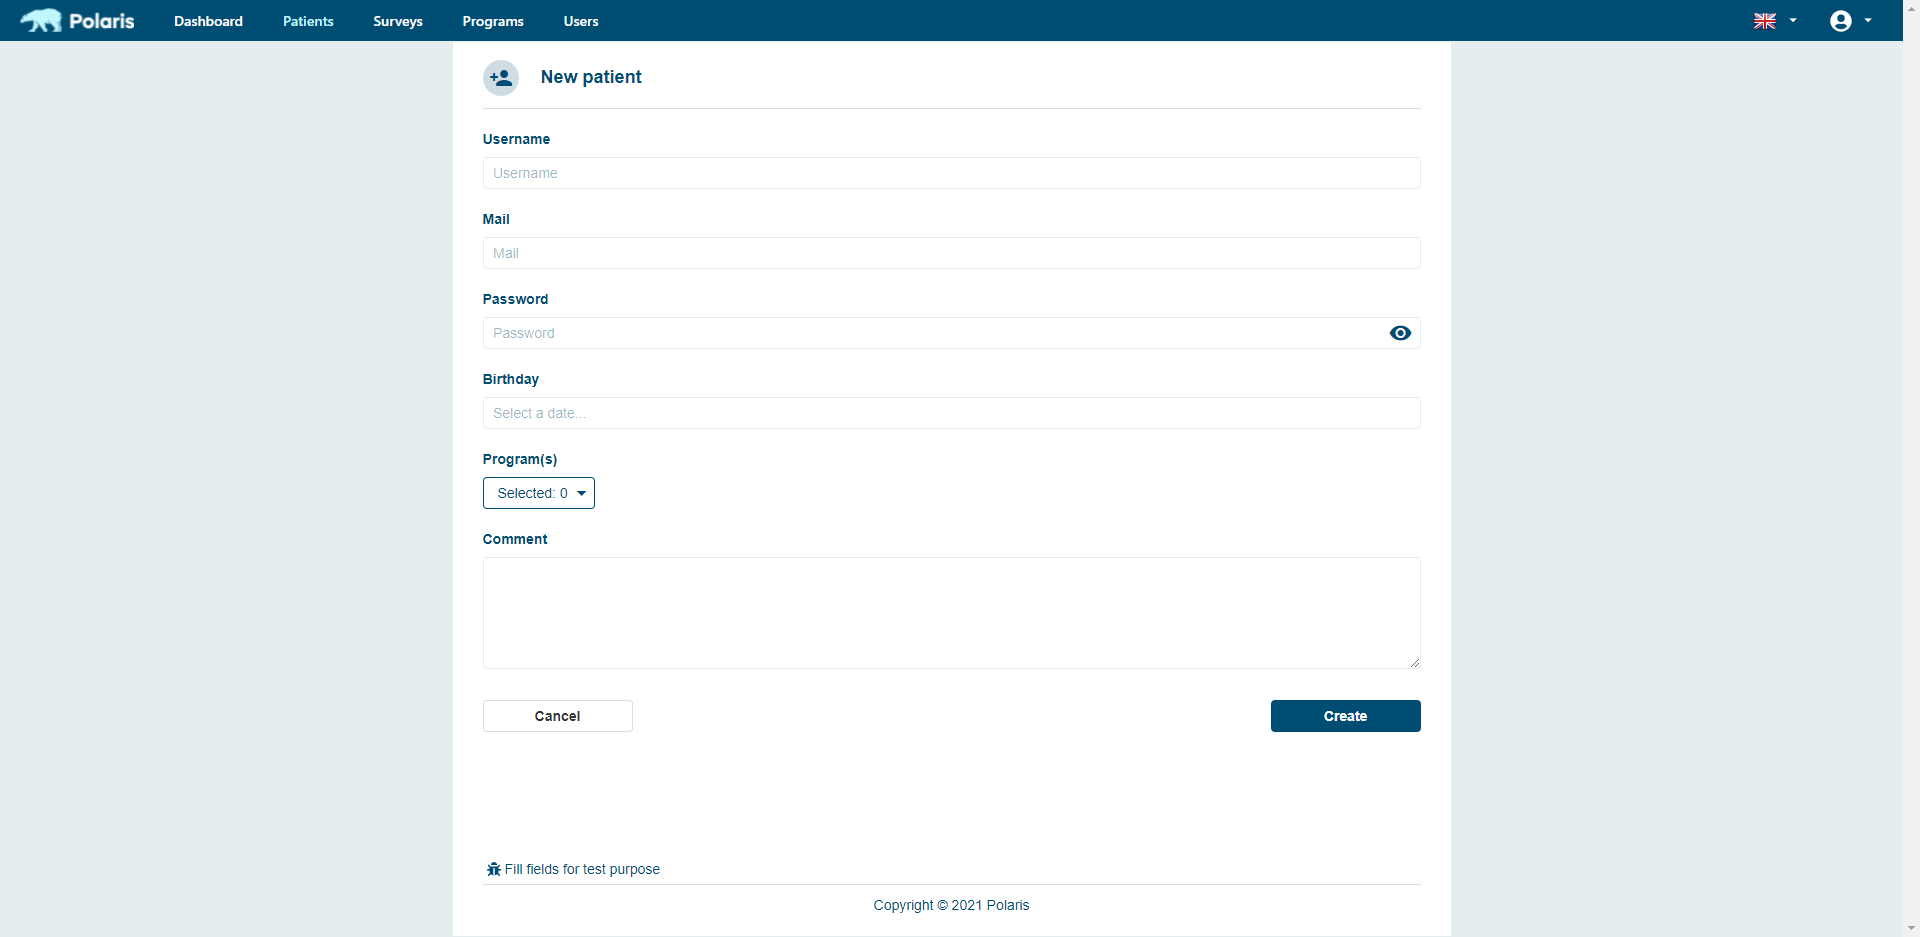 Polaris Dashboard Patients Surveys Programs Users
New patient
Username
Username
Mail
Mail
Password
Password
Birthday
Select a date...
Program(s)
Selected: 0
Comment
Cancel Create
Fill fields for test purpose
Copyright © 2021 Polaris